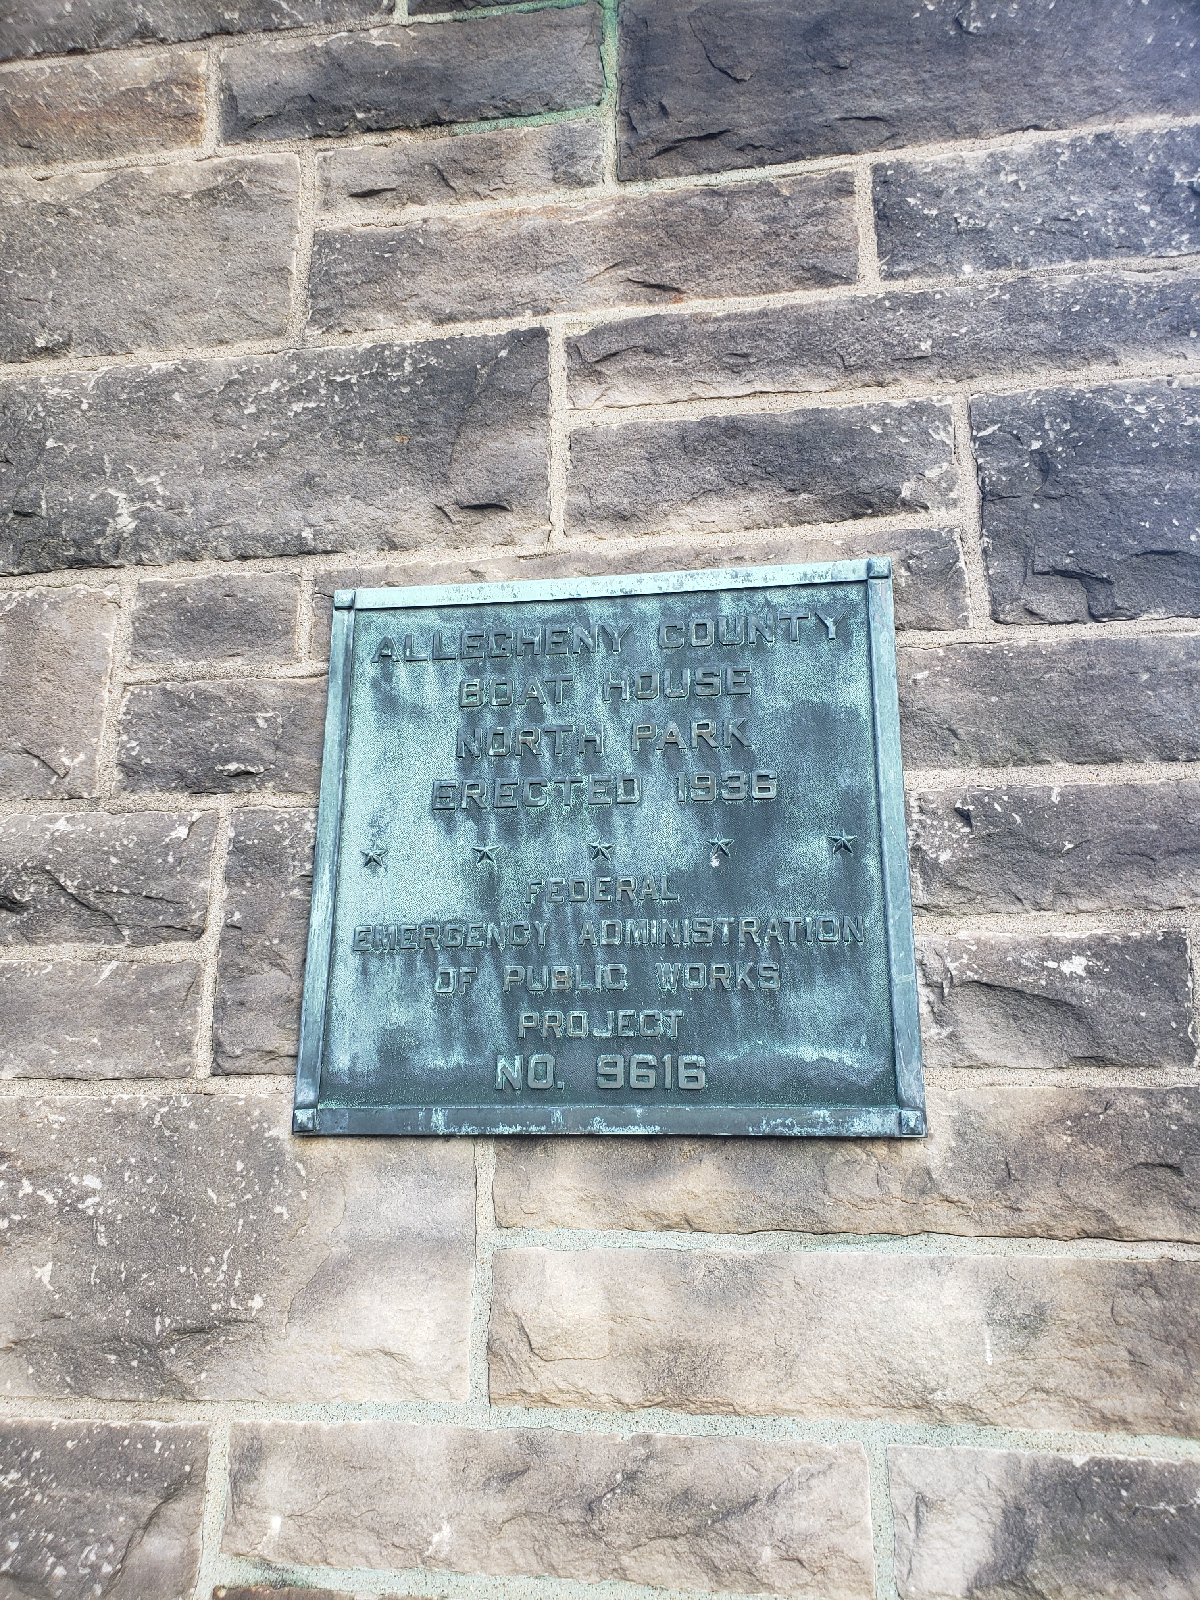 ALLEGHENY COUNTY
BOAT HOUSE
NORTH PARK
ERECTED 1936
FEDERAL
EMERGENCY ADMINISTRATION
OF PUBLIC WORKS
PROJECT
NO. 9616